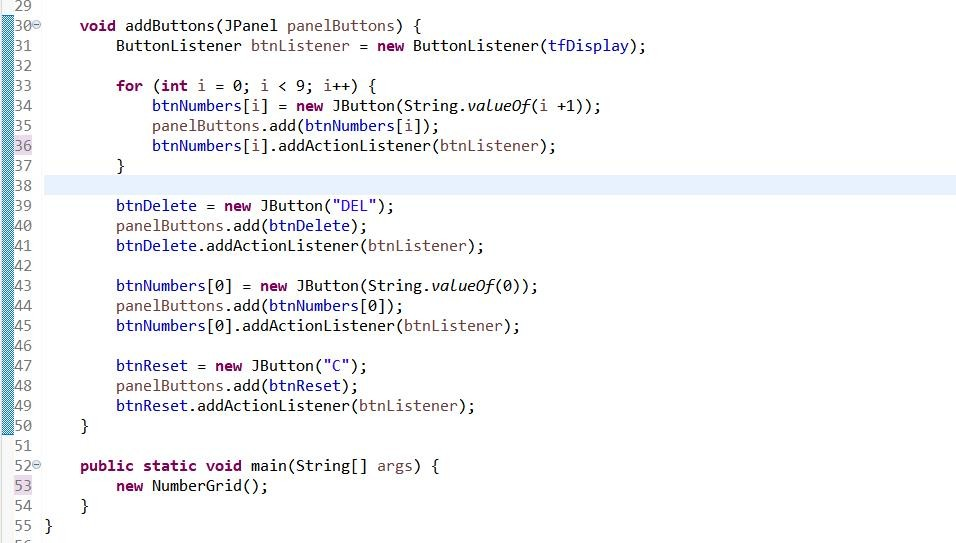 29
30 void addButtons(JPanel panelButtons) {
31 ButtonListener btnListener = new ButtonListener(tfDisplay);
32
33 for (int i = 0; i < 9; i++) {
34 btnNumbers[i] = new JButton(String.valueOf(i +1));
35 panelButtons.add(btnNumbers[i]);
36 btnNumbers[i].addActionListener(btnListener);
37 }
38
39 btnDelete = new JButton("DEL");
40 panelButtons.add(btnDelete);
41 btnDelete.addActionListener(btnListener);
42
43 btnNumbers[0] = new JButton(String.valueOf(0));
44 panelButtons.add(btnNumbers[0]);
45 btnNumbers[0].addActionListener(btnListener);
46
47 btnReset = new JButton("C");
48 panelButtons.add(btnReset);
49 btnReset.addActionListener(btnListener);
50 }
51
52 public static void main(String[] args) {
53 new NumberGrid();
54 }
55 }